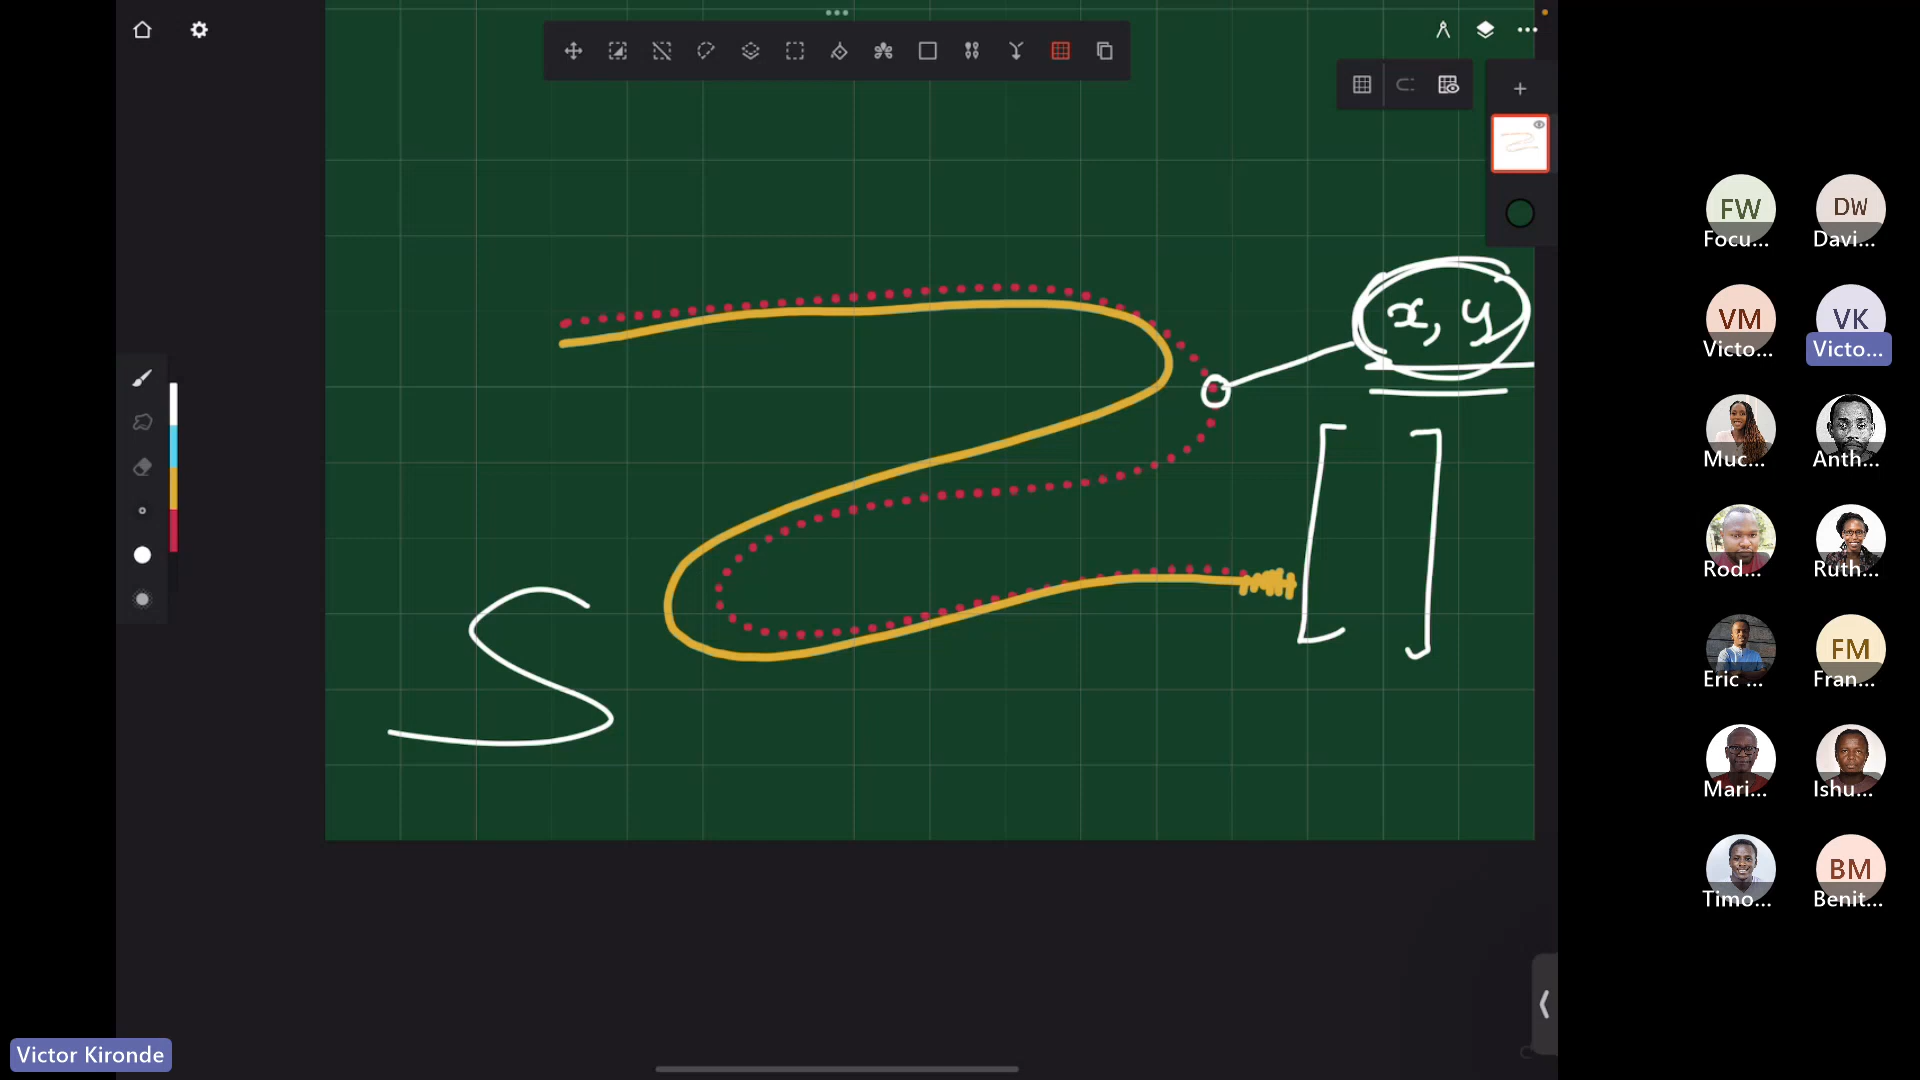 FW
DW
Focu...
Davi...
x, y
VM
VK
Victo...
Victo...
[ ]
Muc...
Anth...
Rod...
Ruth...
S
FM
Eric ...
Fran...
Mari...
Ishu...
BM
Timo...
Benit...
Victor Kironde